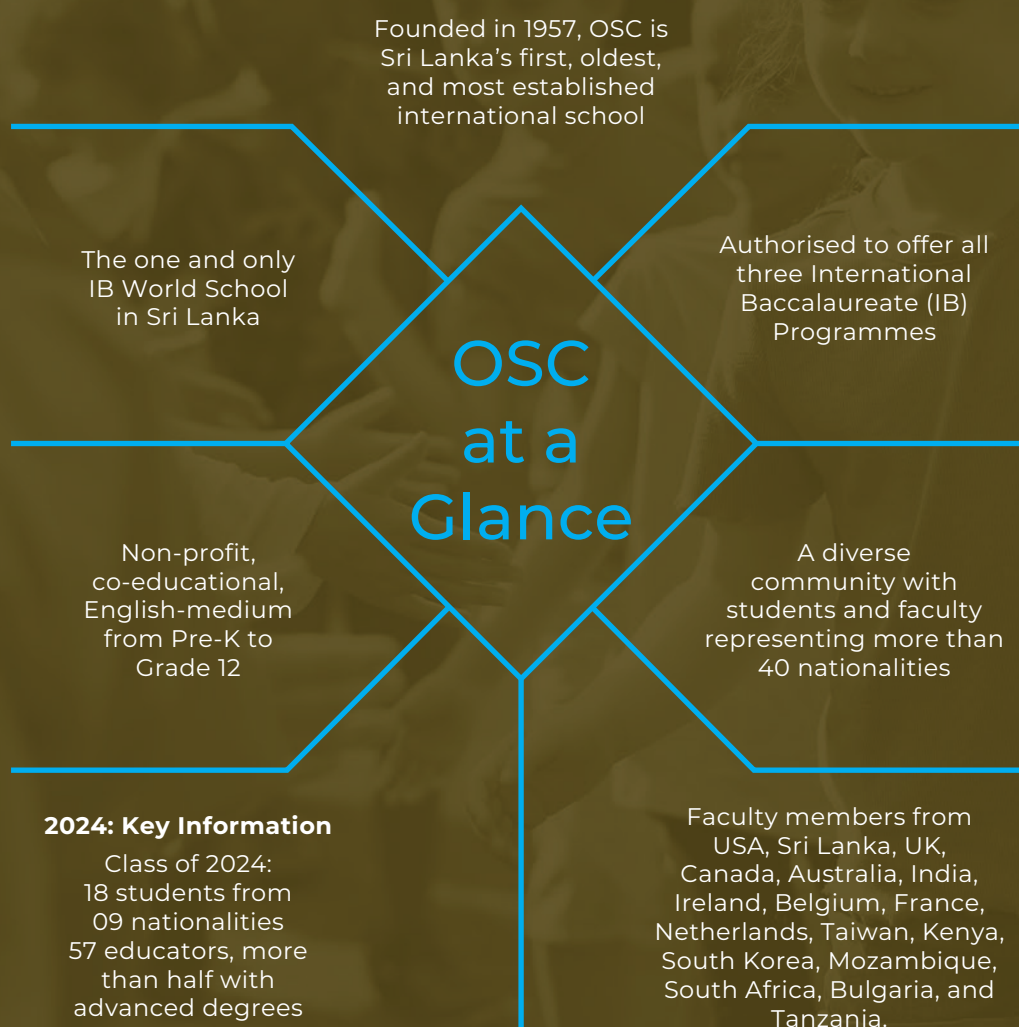 Founded in 1957, OSC is
Sri Lanka's first, oldest,
and most established
international school
The one and only
IB World School
in Sri Lanka
Authorised to offer all
three International
Baccalaureate (IB)
Programmes
OSC
at a
Glance
Non-profit,
co-educational,
English-medium
from Pre-K to
Grade 12
A diverse
community with
students and faculty
representing more than
40 nationalities
2024: Key Information
Class of 2024:
18 students from
09 nationalities
57 educators, more
than half with
advanced degrees
Faculty members from
USA, Sri Lanka, UK,
Canada, Australia, India,
Ireland, Belgium, France,
Netherlands, Taiwan, Kenya,
South Korea, Mozambique,
South Africa, Bulgaria, and
Tanzania.